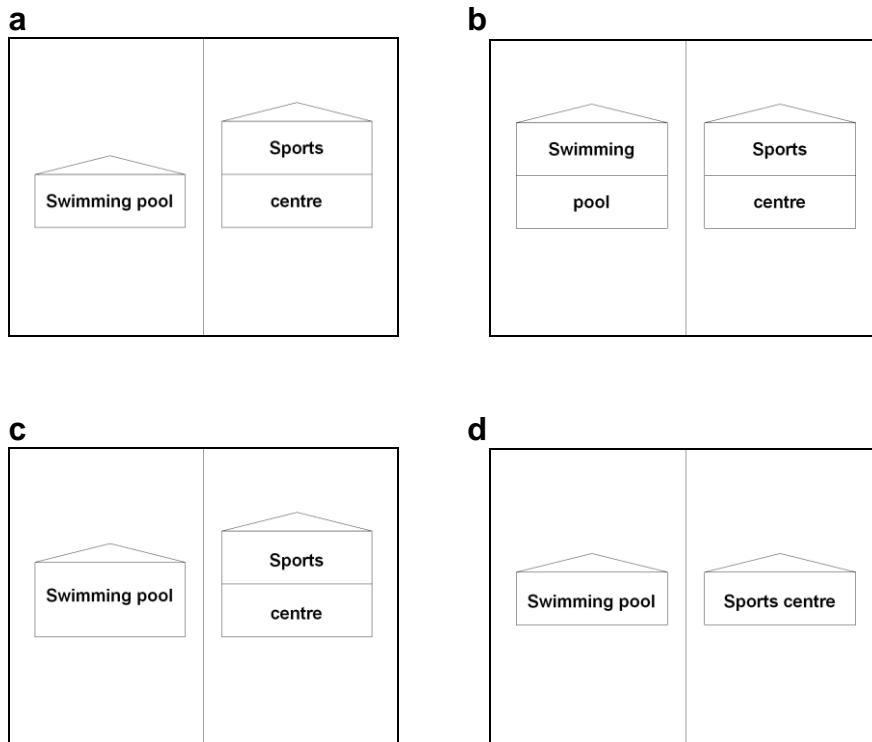 a
Swimming pool
Sports
centre
b
Swimming
pool
Sports
centre
c
Swimming pool
Sports
centre
d
Swimming pool
Sports centre